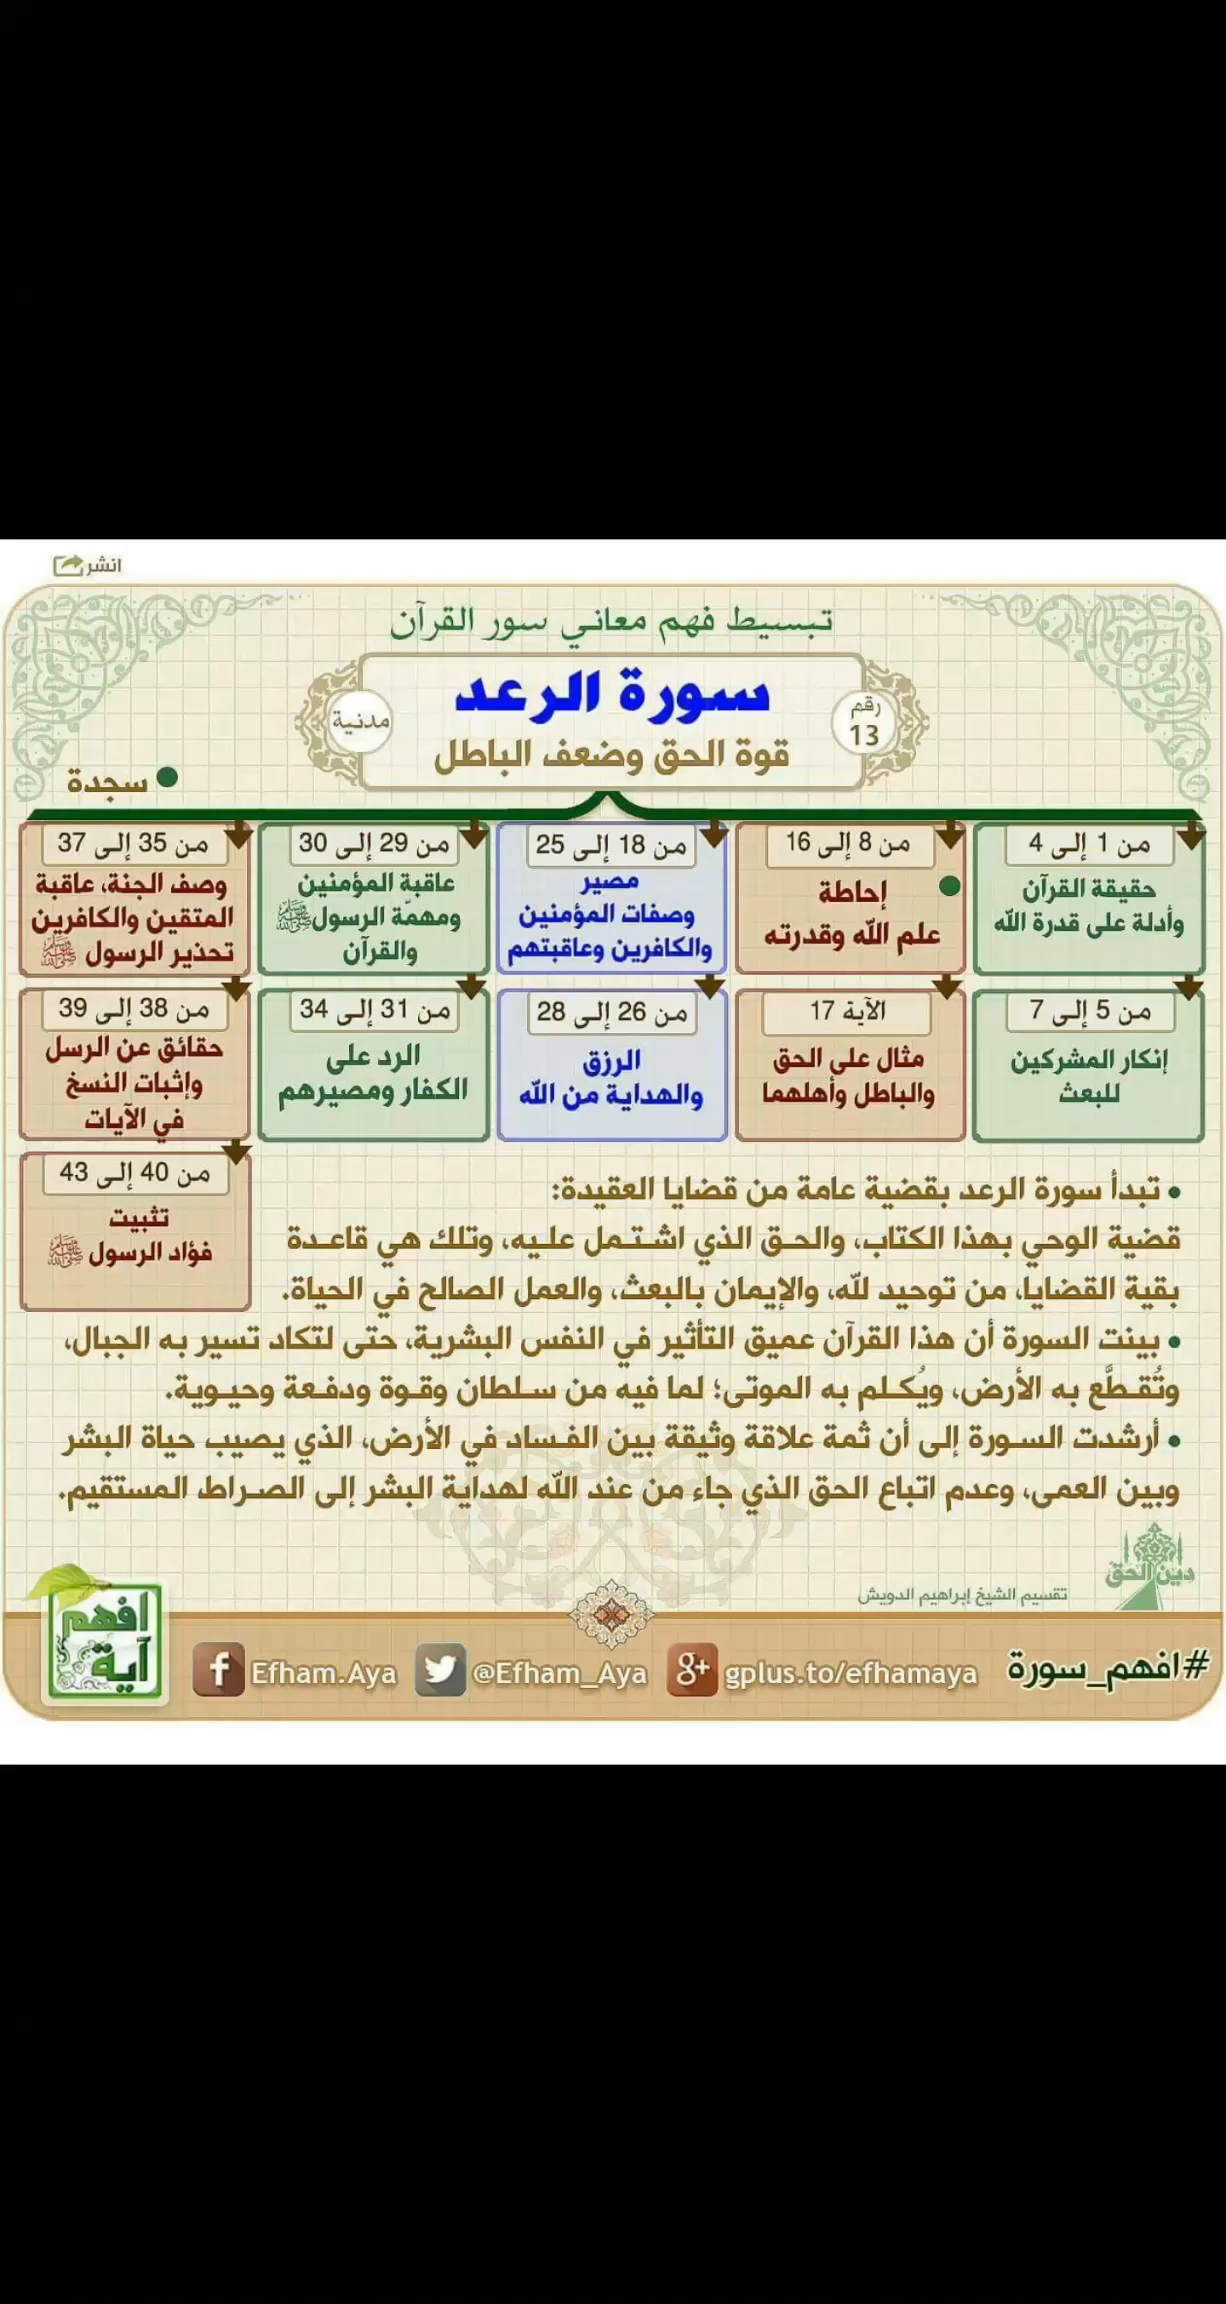 انشر
تبسيط فهم معاني سور القرآن
سورة الرعد
رقم
13
مدنية
قوة الحق وضعف الباطل
سجدة
من 1 إلى 4
حقيقة القرآن
وأدلة على قدرة الله
من 5 إلى 7
إنكار المشركين
للبعث
من 8 إلى 16
إحاطة
علم الله وقدرته
الآية 17
مثال على الحق
والباطل وأهلهما
من 18 إلى 25
مصير
وصفات المؤمنين
والكافرين وعاقبتهم
من 26 إلى 28
الرزق
والهداية من الله
من 29 إلى 30
عاقبة المؤمنين
ومهمة الرسول ﷺ
والقرآن
من 31 إلى 34
الرد على
الكفار ومصيرهم
من 35 إلى 37
وصف الجنة، عاقبة
المتقين والكافرين
تحذير الرسول ﷺ
من 38 إلى 39
حقائق عن الرسل
وإثبات النسخ
في الآيات
من 40 إلى 43
تثبيت
فؤاد الرسول ﷺ
• تبدأ سورة الرعد بقضية عامة من قضايا العقيدة:
قضية الوحي بهذا الكتاب، والحق الذي اشتمل عليه، وتلك هي قاعدة
بقية القضايا، من توحيد لله، والإيمان بالبعث، والعمل الصالح في الحياة.
• بينت السورة أن هذا القرآن عميق التأثير في النفس البشرية، حتى لتكاد تسير به الجبال،
وتُقطَّع به الأرض، ويُكلم به الموتى؛ لما فيه من سلطان وقوة ودفعة وحيوية.
• أرشدت السورة إلى أن ثمة علاقة وثيقة بين الفساد في الأرض، الذي يصيب حياة البشر
وبين العمى، وعدم اتباع الحق الذي جاء من عند الله لهداية البشر إلى الصراط المستقيم.
دين الحق
تقسيم الشيخ إبراهيم الدويش
#افهم_سورة
gplus.to/efhamaya
@Efham_Aya
Efham.Aya
افهم
آية